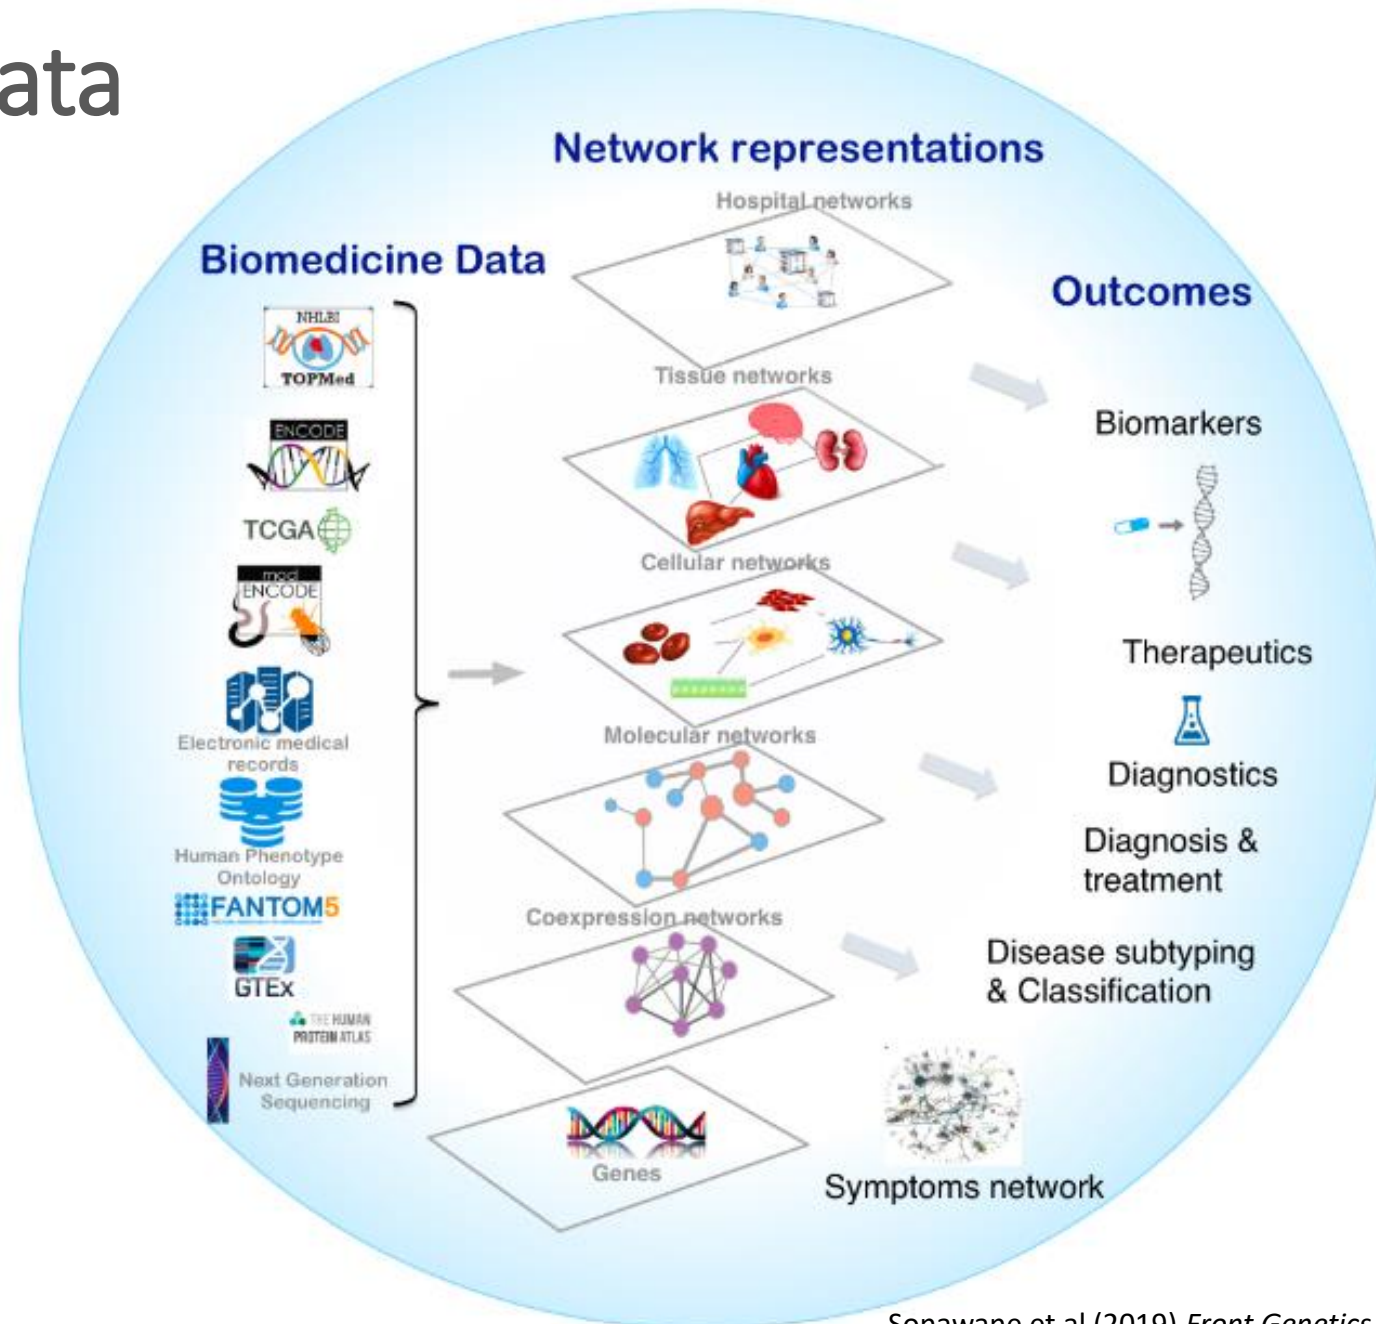 ata
Network representations
Hospital networks
Biomedicine Data
Outcomes
NHLBI
TOPMed
Tissue networks
Biomarkers
ENCODE
TCGA
Cellular networks
mod
ENCODE
Therapeutics
Molecular networks
Electronic medical
records
Diagnostics
Human Phenotype
Ontology
Diagnosis &
treatment
FANTOM5
Coexpression networks
Disease subtyping
& Classification
GTEx
THE HUMAN
PROTEIN ATLAS
Next Generation
Sequencing
Genes
Symptoms network
Sonawane et al (2019) Front Genetics